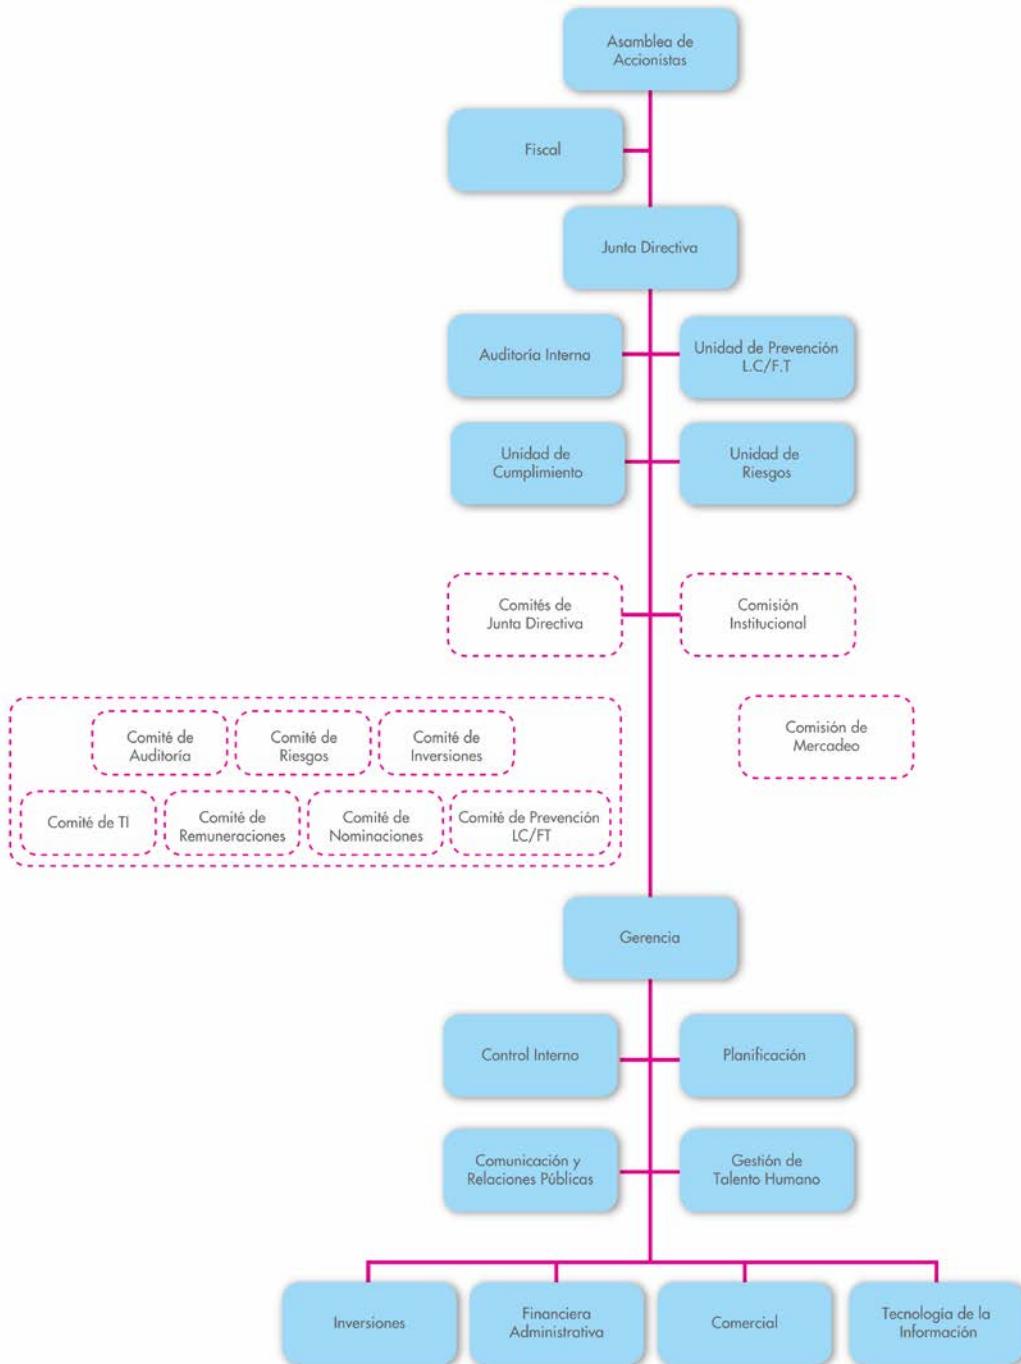 Asamblea de
Accionistas
Fiscal
Junta Directiva
Auditoría Interna
Unidad de Prevención
L.C/F.T
Unidad de
Cumplimiento
Unidad de
Riesgos
Comités de
Junta Directiva
Comisión
Institucional
Comité de
Auditoría
Comité de
Riesgos
Comité de
Inversiones
Comisión de
Mercadeo
Comité de TI
Comité de
Remuneraciones
Comité de
Nominaciones
Comité de Prevención
LC/FT
Gerencia
Control Interno
Planificación
Comunicación y
Relaciones Públicas
Gestión de
Talento Humano
Inversiones
Financiera
Administrativa
Comercial
Tecnología de la
Información